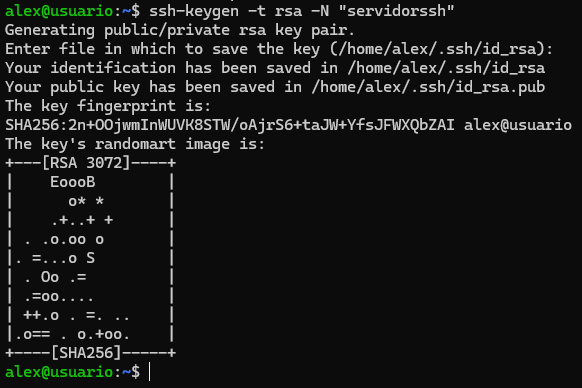 alex@usuario:~$ ssh-keygen -t rsa -N "servidorssh"
Generating public/private rsa key pair.
Enter file in which to save the key (/home/alex/.ssh/id_rsa):
Your identification has been saved in /home/alex/.ssh/id_rsa
Your public key has been saved in /home/alex/.ssh/id_rsa.pub
The key fingerprint is:
SHA256:2n+OOjwmInWUVK8STW/oAjrS6+taJW+YfsJFWXQbZAI alex@usuario
The key's randomart image is:
+---[RSA 3072]----+
|    EoooB        |
|      o* *       |
|    .+..+ +      |
| . .o.oo o       |
|. =...o S        |
| . Oo .=         |
| .=oo....        |
| ++.o . =. ..    |
|.o== . o.+oo.    |
+----[SHA256]-----+
alex@usuario:~$